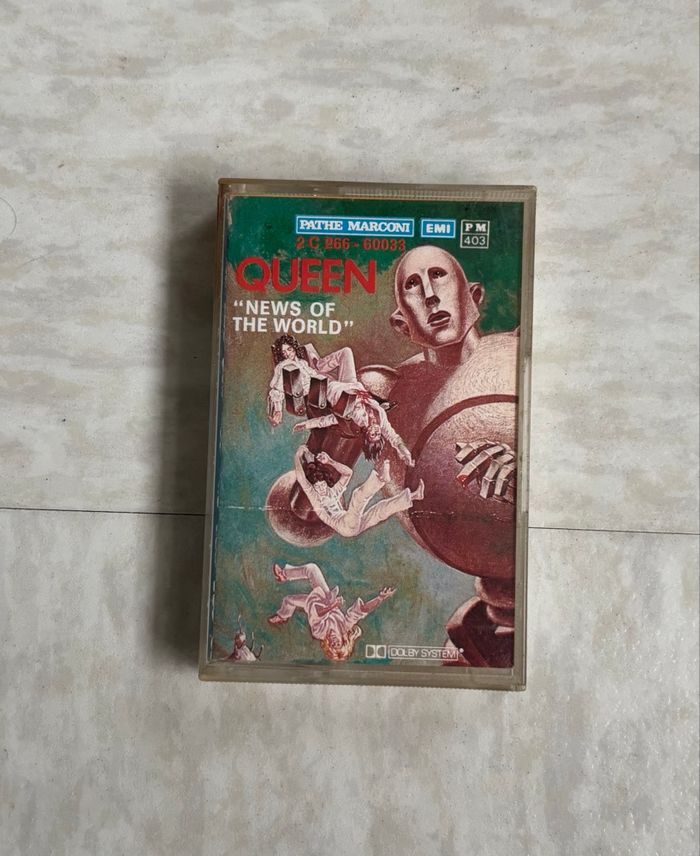 PATHE MARCONI EMI PM
403
2 C 266 - 60033
QUEEN
"NEWS OF
THE WORLD"
DOLBY SYSTEM